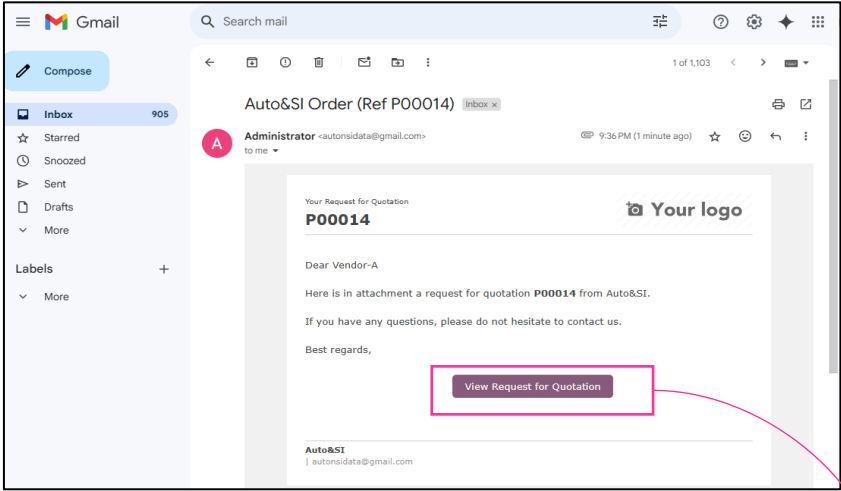 Gmail
Search mail
Compose
1 of 1,103
Inbox 905
Starred
Snoozed
Sent
Drafts
More
Labels
More
Auto&SI Order (Ref P00014) Inbox ×
A
Administrator <autonsidata@gmail.com> 9:36 PM (1 minute ago)
to me
Your Request for Quotation
P00014
Your logo
Dear Vendor-A
Here is in attachment a request for quotation P00014 from Auto&SI.
If you have any questions, please do not hesitate to contact us.
Best regards,
View Request for Quotation
Auto&SI
| autonsidata@gmail.com